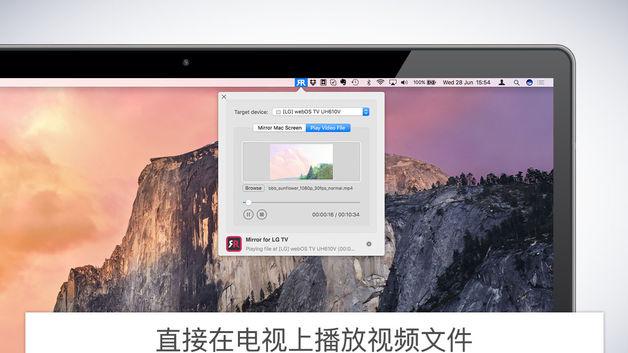 100%
Wed 28 Jun 15:54
Target device:
[LG] webOS TV UH610V
Mirror Mac Screen
Play Video File
Browse
bbb_sunflower_1080p_30fps_normal.mp4
00:00:16 / 00:10:34
Mirror for LG TV
Playing file at [LG] webOS TV UH610V (00:0...
直接在电视上播放视频文件